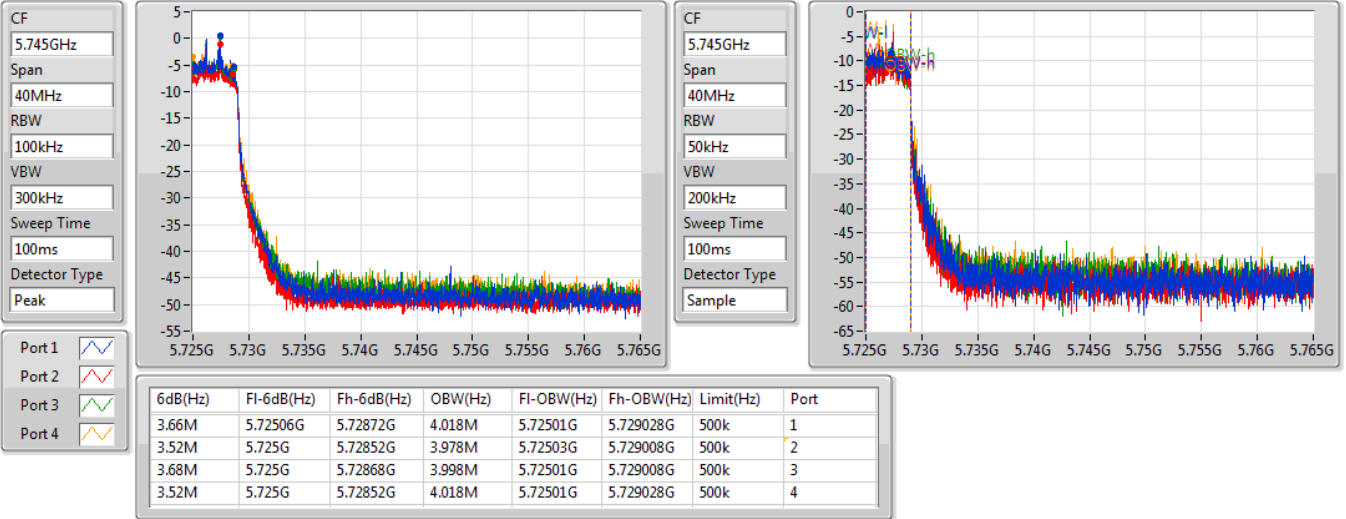 CF
5.745GHz
Span
40MHz
RBW
100kHz
VBW
300kHz
Sweep Time
100ms
Detector Type
Peak
5
0
-5
-10
-15
-20
-25
-30
-35
-40
-45
-50
-55
5.725G 5.73G 5.735G 5.74G 5.745G 5.75G 5.755G 5.76G 5.765G
CF
5.745GHz
Span
40MHz
RBW
50kHz
VBW
200kHz
Sweep Time
100ms
Detector Type
Sample
0
-5
-10
-15
-20
-25
-30
-35
-40
-45
-50
-55
-60
-65
5.725G 5.73G 5.735G 5.74G 5.745G 5.75G 5.755G 5.76G 5.765G
Port 1
Port 2
Port 3
Port 4
6dB(Hz) Fl-6dB(Hz) Fh-6dB(Hz) OBW(Hz) Fl-OBW(Hz) Fh-OBW(Hz) Limit(Hz) Port
3.66M 5.72506G 5.72872G 4.018M 5.72501G 5.729028G 500k 1
3.52M 5.725G 5.72852G 3.978M 5.72503G 5.729008G 500k 2
3.68M 5.725G 5.72868G 3.998M 5.72501G 5.729008G 500k 3
3.52M 5.725G 5.72852G 4.018M 5.72501G 5.729028G 500k 4